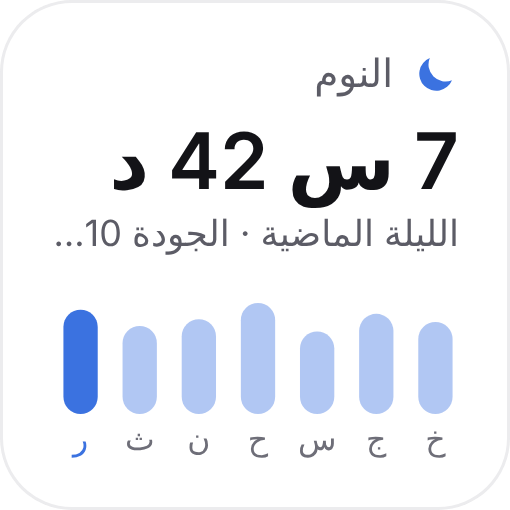 النوم
7 س 42 د
الليلة الماضية · الجودة 10...
خ ج س ح ن ث ر